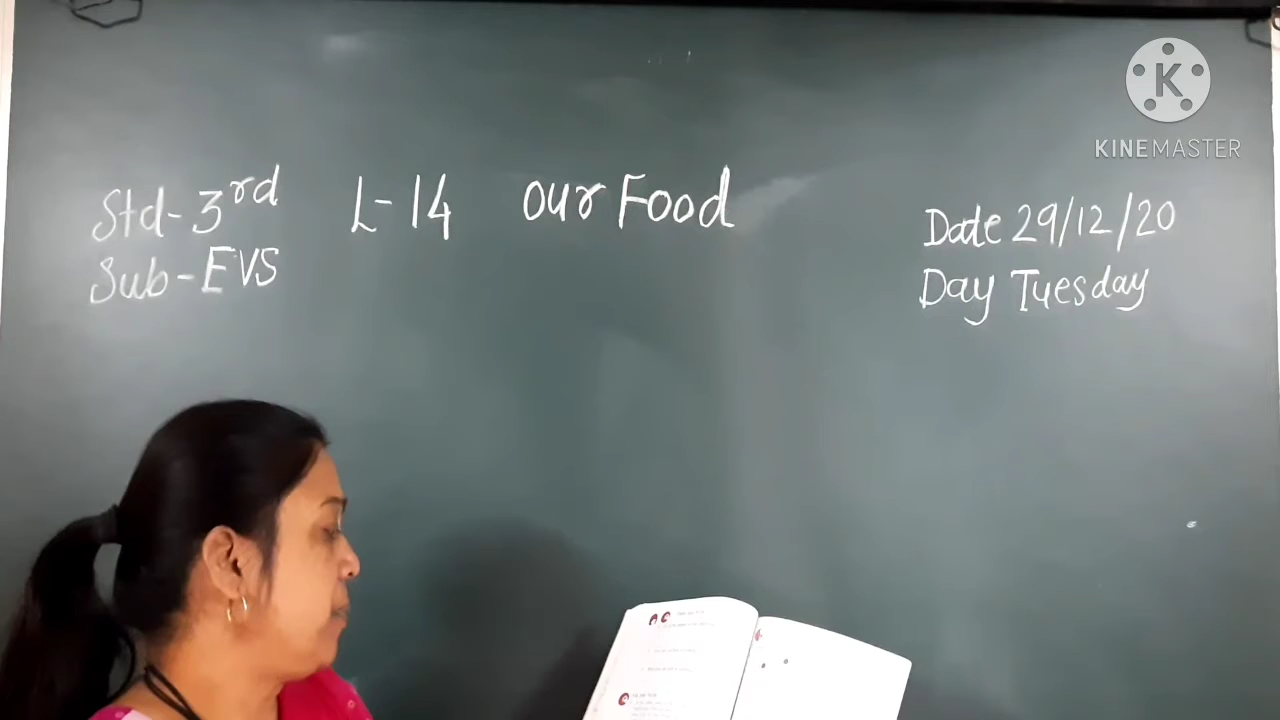 Std-3rd L-14 Our Food
Sub-EVS
Date 29/12/20
Day Tuesday
K
KINEMASTER